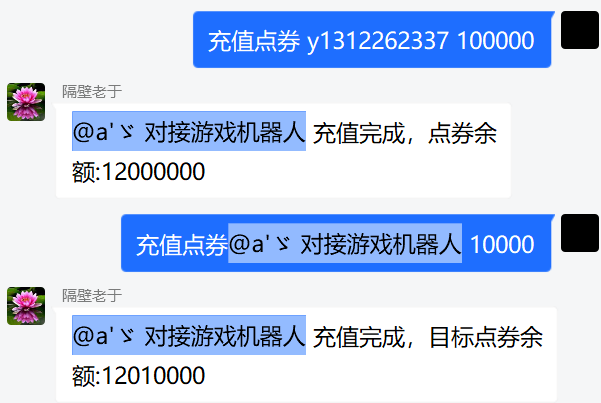 充值点券 y1312262337 100000
隔壁老于
@a'ゞ 对接游戏机器人 充值完成，点券余
额:12000000
充值点券@a'ゞ 对接游戏机器人 10000
隔壁老于
@a'ゞ 对接游戏机器人 充值完成，目标点券余
额:12010000